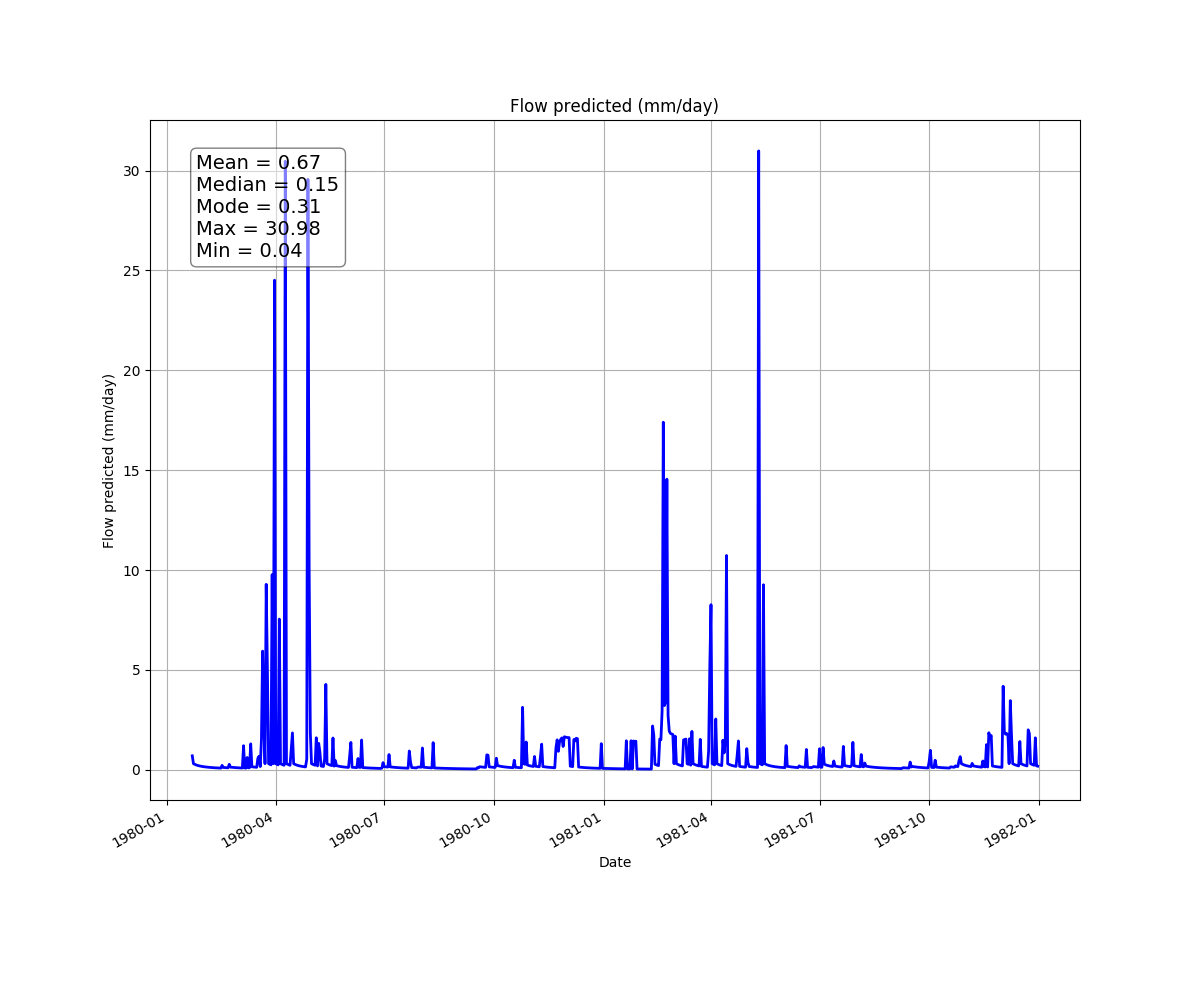 Flow predicted (mm/day)
Mean = 0.67
Median = 0.15
Mode = 0.31
Max = 30.98
Min = 0.04
30
25
20
15
10
5
0
Flow predicted (mm/day)
1980-01
1980-04
1980-07
1980-10
1981-01
1981-04
1981-07
1981-10
1982-01
Date